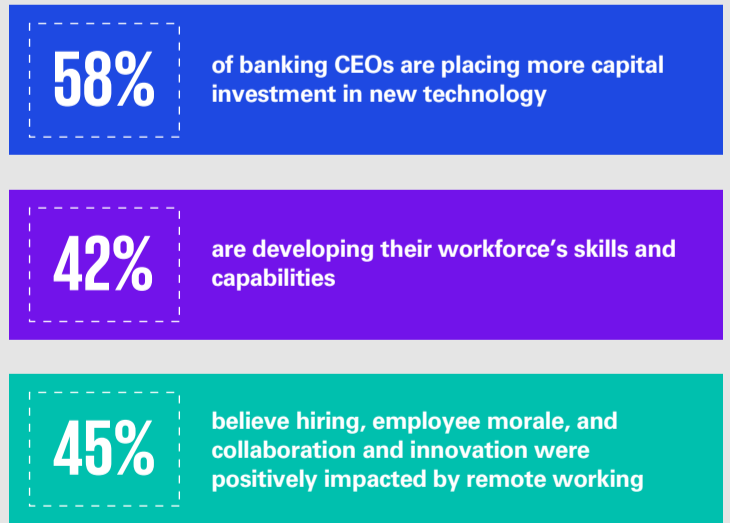 58%
of banking CEOs are placing more capital
investment in new technology
42%
are developing their workforce’s skills and
capabilities
45%
believe hiring, employee morale, and
collaboration and innovation were
positively impacted by remote working